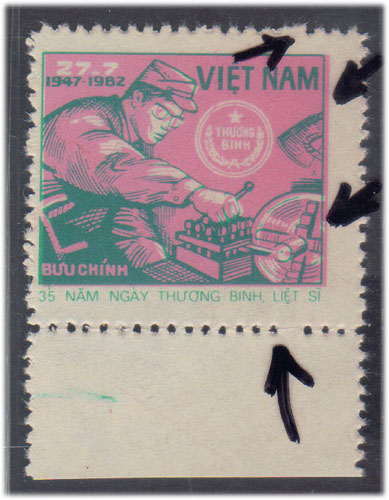 27.7
1947-1982
VIỆT NAM
THƯƠNG
BINH
BƯU CHÍNH
35 NĂM NGÀY THƯƠNG BINH, LIỆT SĨ